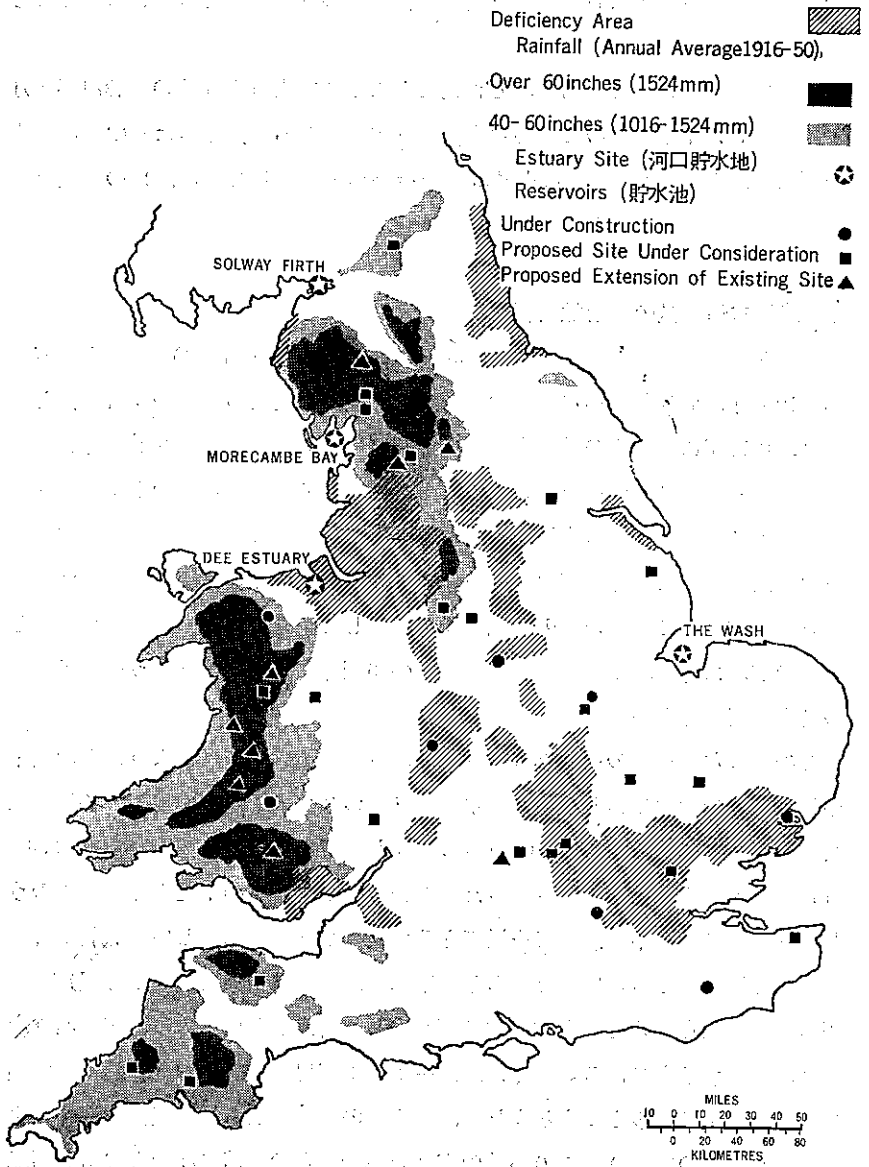 Deficiency Area
Rainfall (Annual Average1916-50),
Over 60inches (1524mm)
40-60inches (1016-1524mm)
Estuary Site (河口貯水地)
Reservoirs (貯水池)
Under Construction
Proposed Site Under Consideration
Proposed Extension of Existing Site
SOLWAY FIRTH
MORECAMBE BAY
DEE ESTUARY
THE WASH
MILES
10 0 10 20 30 40 50
0 20 40 60 80
KILOMETRES